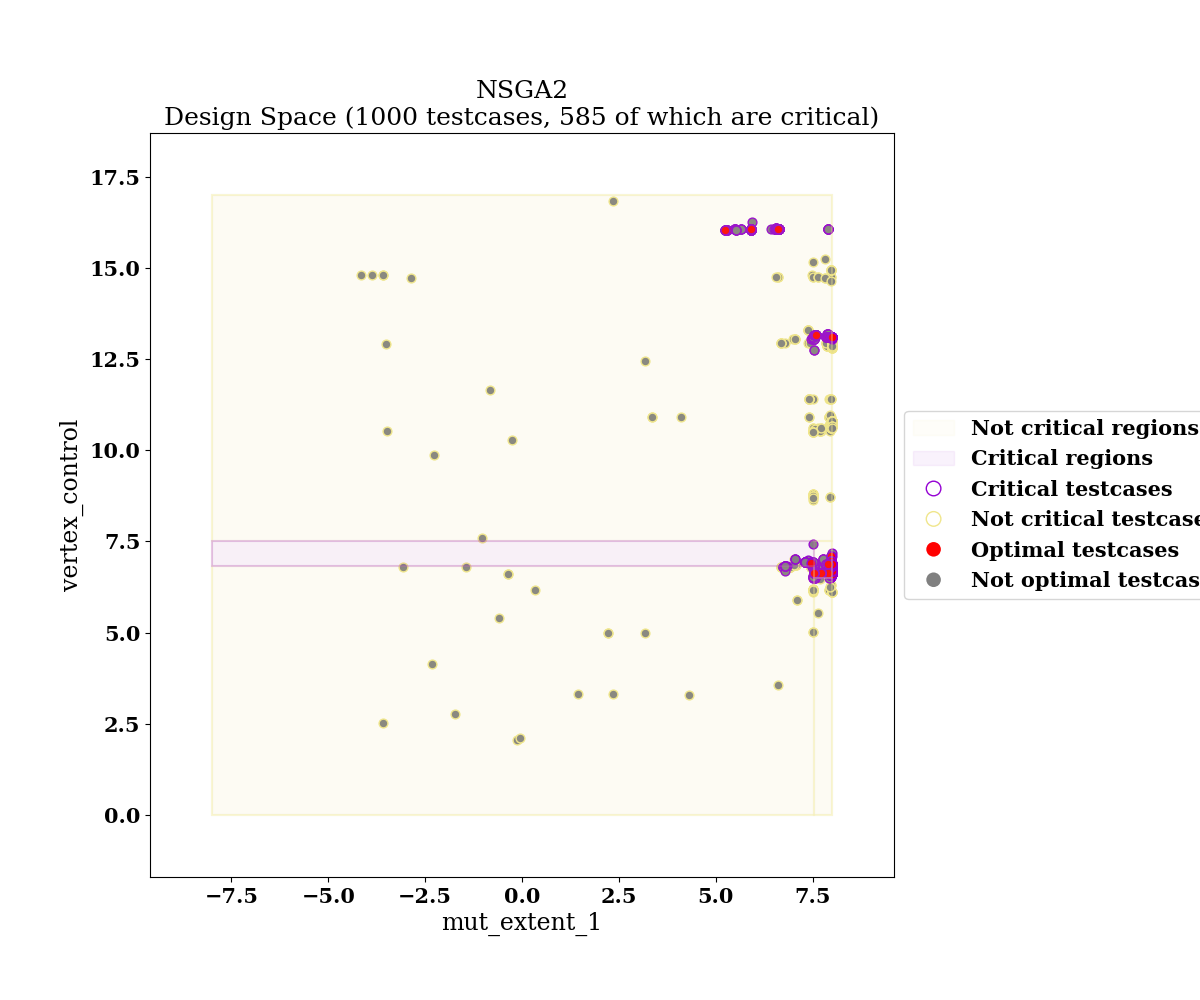 NSGA2
Design Space (1000 testcases, 585 of which are critical)
17.5
15.0
12.5
10.0
7.5
5.0
2.5
0.0
vertex_control
−7.5 −5.0 −2.5 0.0 2.5 5.0 7.5
mut_extent_1
Not critical regions
Critical regions
Critical testcases
Not critical testcase
Optimal testcases
Not optimal testcas